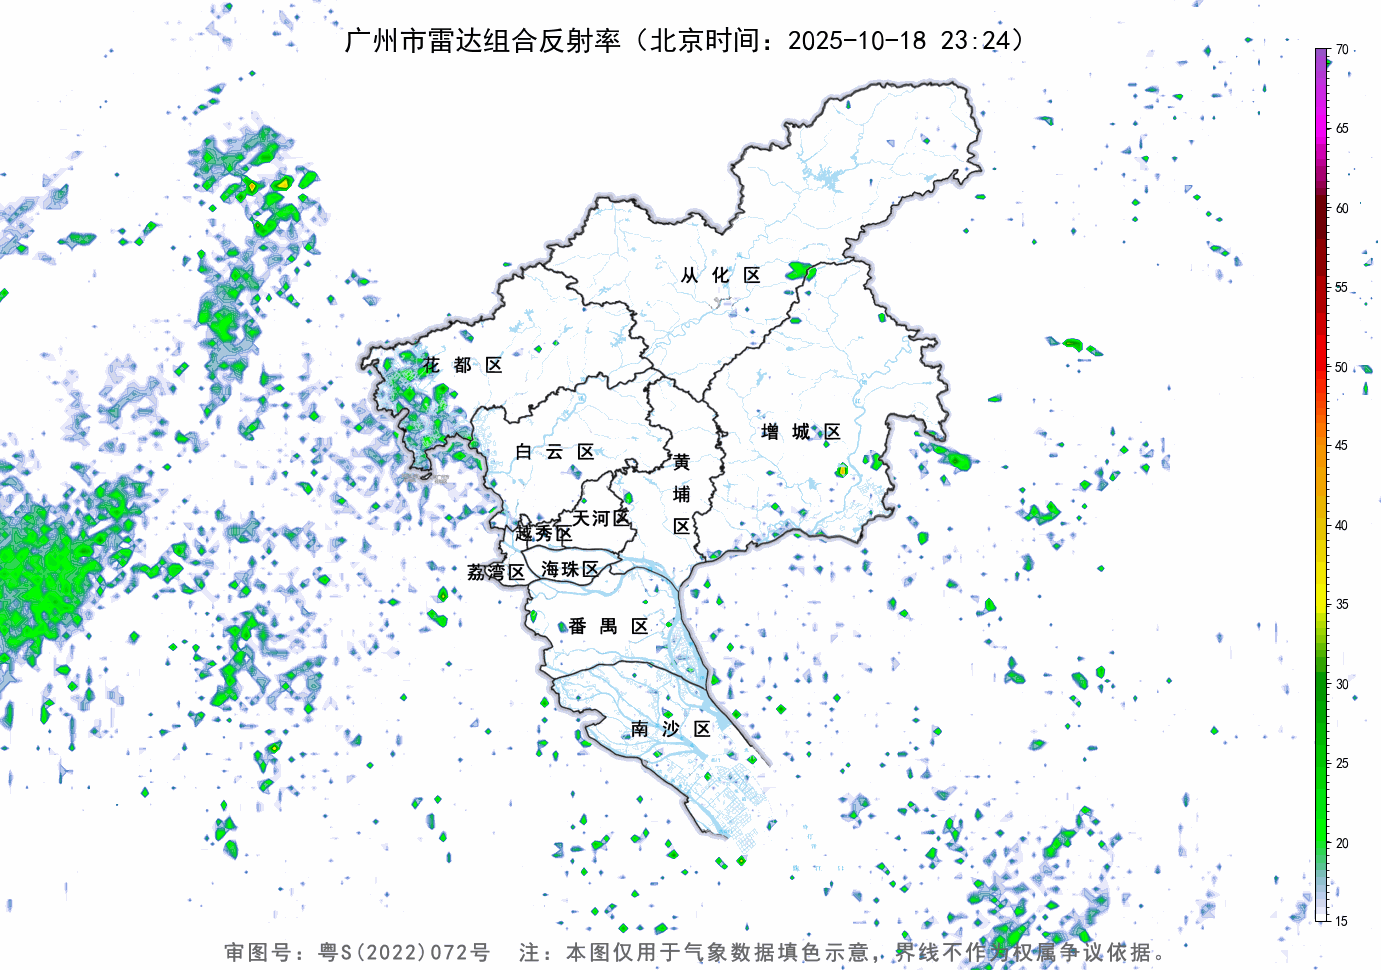 广州市雷达组合反射率（北京时间：2025-10-18 23:24）
70
65
60
55
50
45
40
35
30
25
20
15
从化区
花都区
增城区
白云区
黄埔区
天河区
越秀区
荔湾区
海珠区
番禺区
南沙区
审图号：粤S(2022)072号 注：本图仅用于气象数据填色示意，界线不作为权属争议依据。